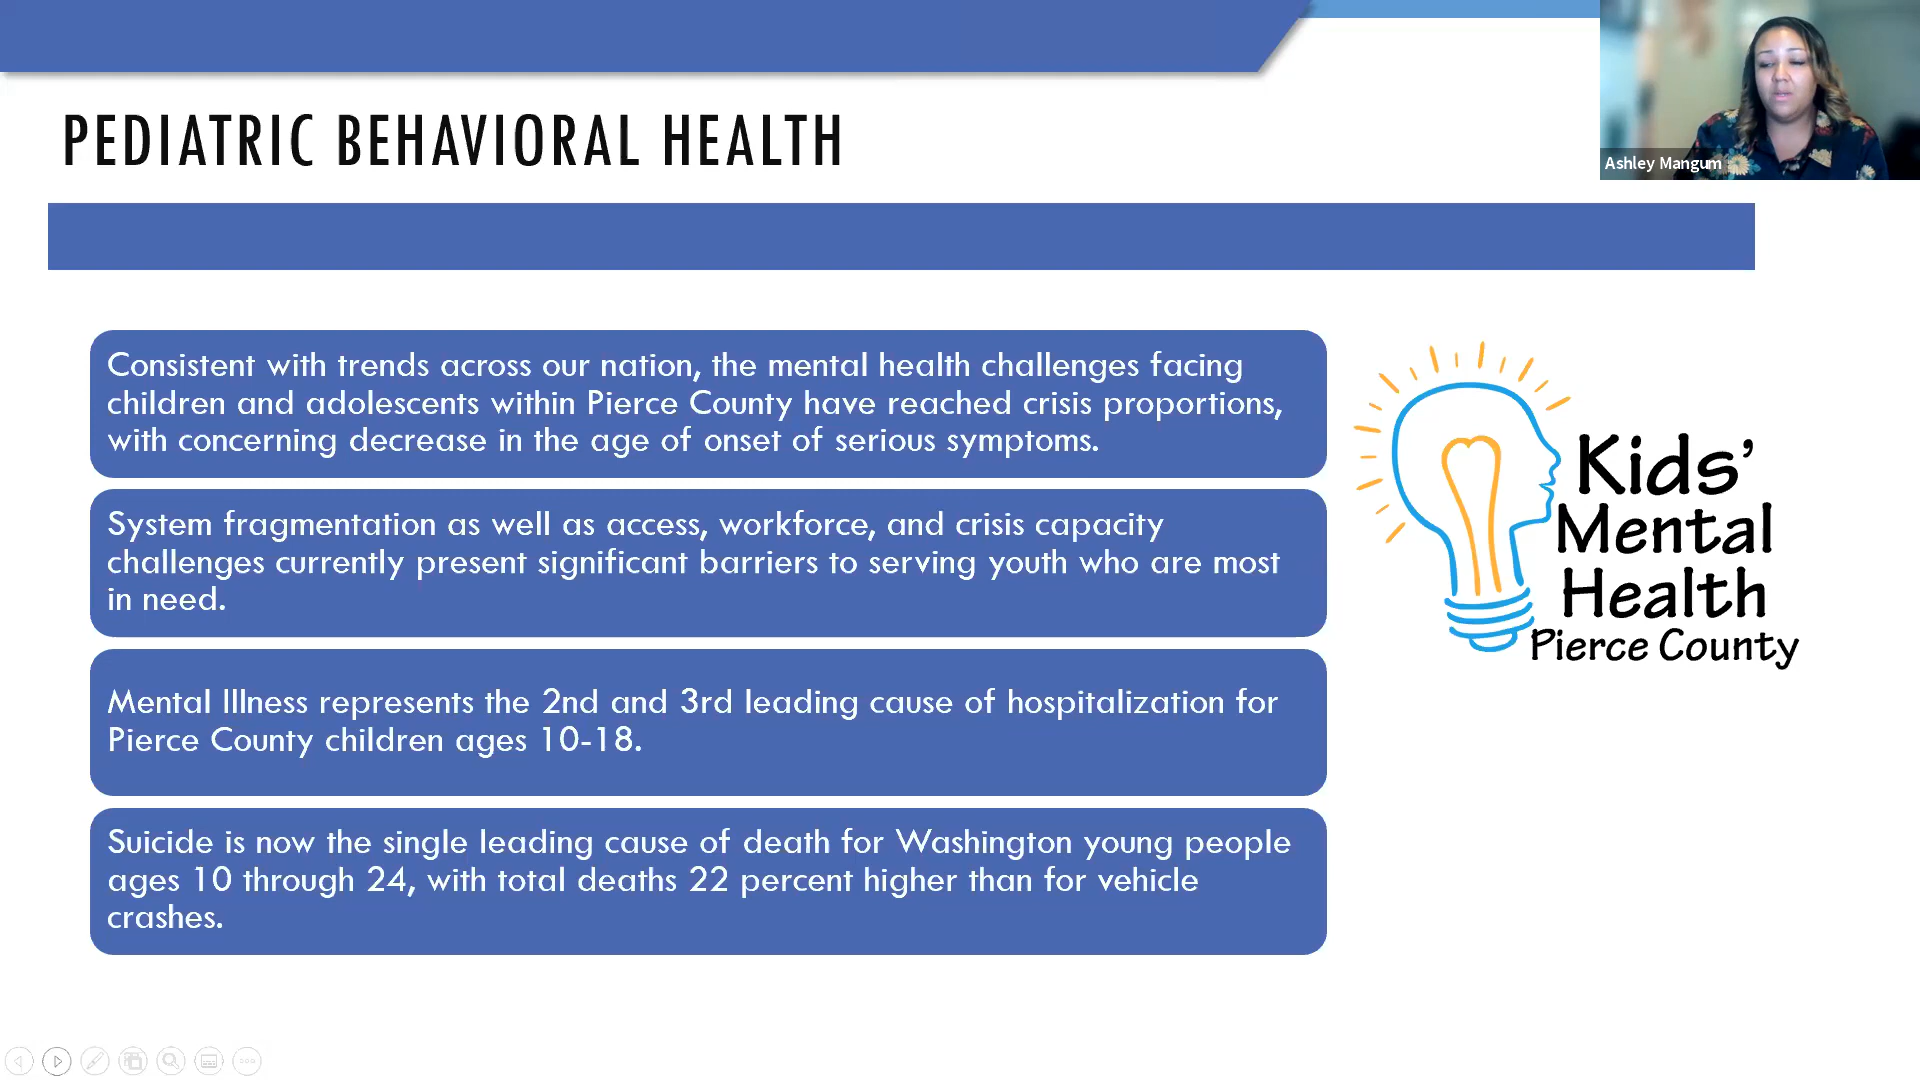 PEDIATRIC BEHAVIORAL HEALTH
Ashley Mangum
Consistent with trends across our nation, the mental health challenges facing
children and adolescents within Pierce County have reached crisis proportions,
with concerning decrease in the age of onset of serious symptoms.
System fragmentation as well as access, workforce, and crisis capacity
challenges currently present significant barriers to serving youth who are most
in need.
Mental Illness represents the 2nd and 3rd leading cause of hospitalization for
Pierce County children ages 10-18.
Suicide is now the single leading cause of death for Washington young people
ages 10 through 24, with total deaths 22 percent higher than for vehicle
crashes.
Kids’
Mental
Health
Pierce County